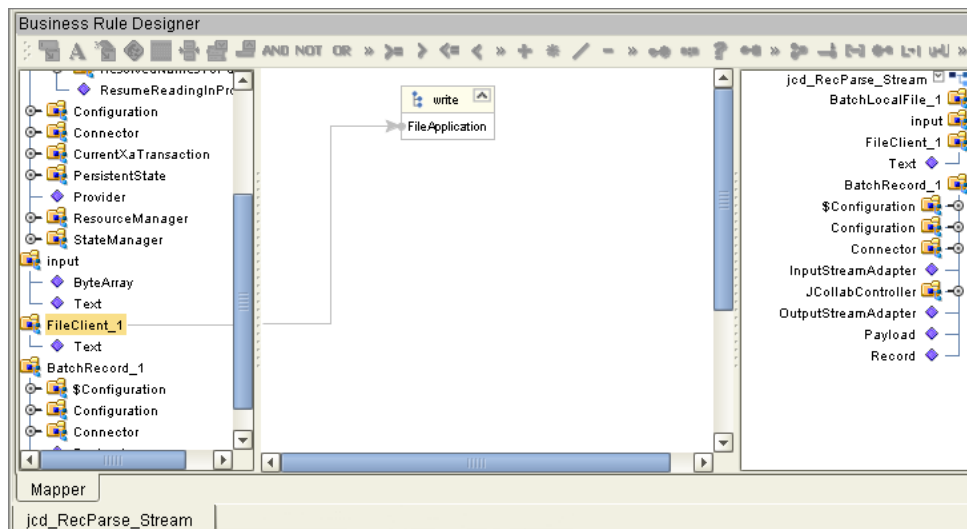 Business Rule Designer
AND NOT OR » >= > <= < » + * / - » ? » »
ResumeReadingInPro
Configuration
Connector
CurrentXaTransaction
PersistentState
Provider
ResourceManager
StateManager
input
ByteArray
Text
FileClient_1
Text
BatchRecord_1
$Configuration
Configuration
Connector
write
FileApplication
jcd_RecParse_Stream
BatchLocalFile_1
input
FileClient_1
Text
BatchRecord_1
$Configuration
Configuration
Connector
InputStreamAdapter
JCollabController
OutputStreamAdapter
Payload
Record
Mapper
jcd_RecParse_Stream